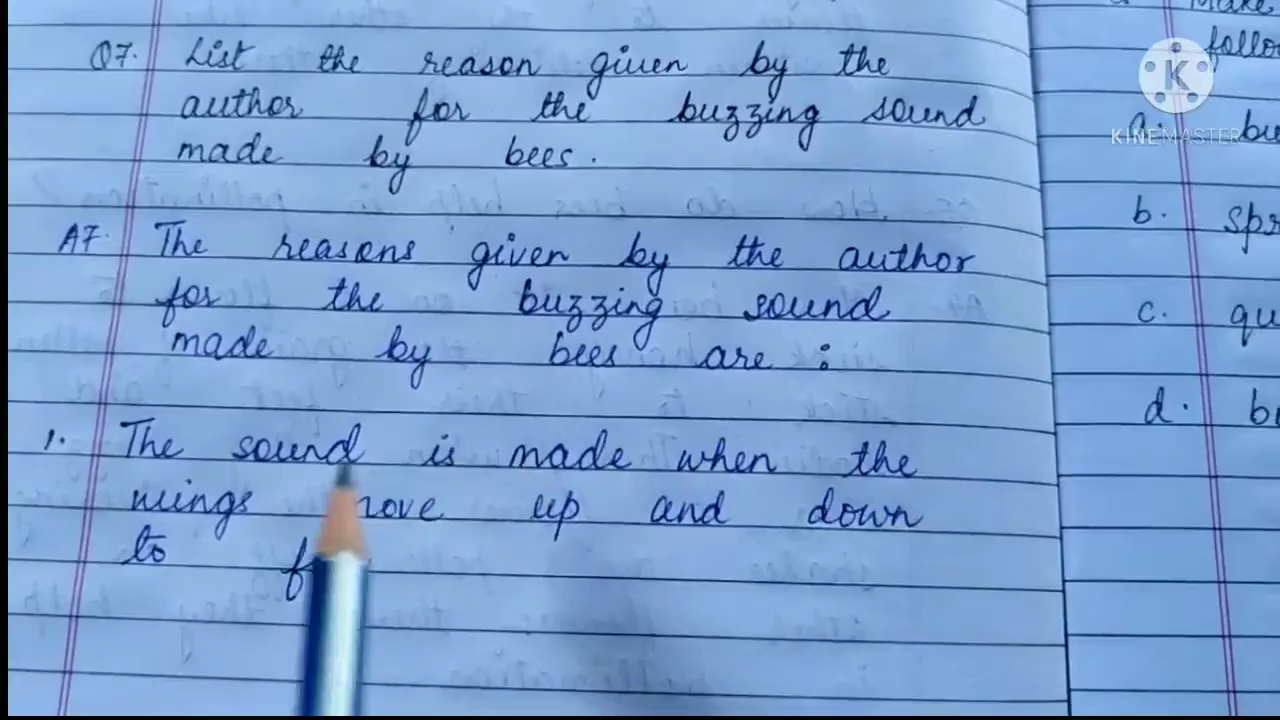 Q7. List the reason given by the
author for the buzzing sound
made by bees.
A7. The reasons given by the author
for the buzzing sound
made by bees are :
1. The sound is made when the
wings move up and down
to
Make
a.
b.
c.
d.
KINEMASTER